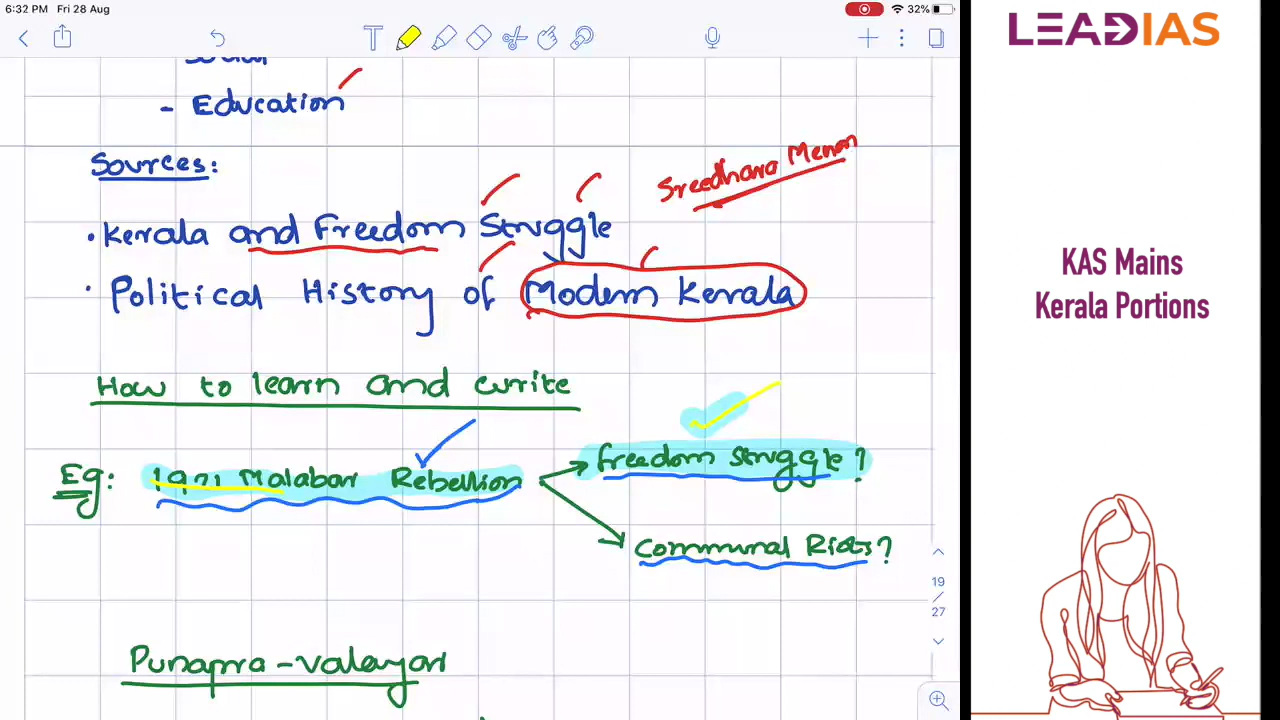 6:32 PM Fri 28 Aug
32%
LEADIAS
- Education
Sources:
Sreedhara Menon
• Kerala and Freedom Struggle
• Political History of Modern Kerala
How to learn and write
Eg: 1921 Malabar Rebellion
Freedom Struggle?
Communal Riots?
Punapra - Valayar
19
/
27
KAS Mains
Kerala Portions